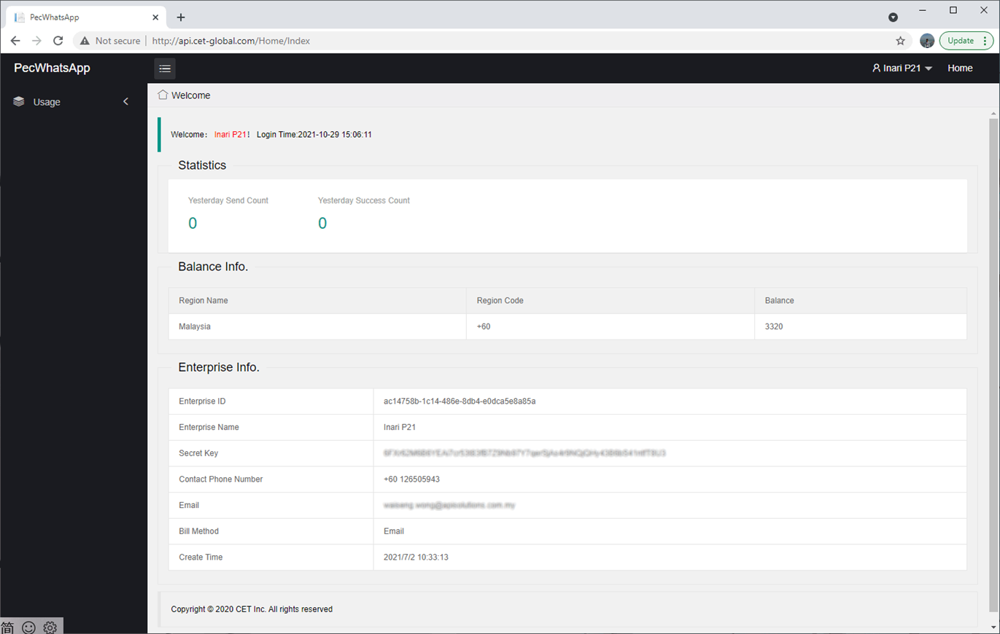 PecWhatsApp
Not secure
http://api.cet-global.com/Home/Index
Update
PecWhatsApp
Inari P21
Home
Usage
Welcome
Welcome： Inari P21! Login Time:2021-10-29 15:06:11
Statistics
Yesterday Send Count Yesterday Success Count
0 0
Balance Info.
Region Name Region Code Balance
Malaysia +60 3320
Enterprise Info.
Enterprise ID ac14758b-1c14-486e-8db4-e0dca5e8a85a
Enterprise Name Inari P21
Secret Key
Contact Phone Number +60 126505943
Email
Bill Method Email
Create Time 2021/7/2 10:33:13
Copyright © 2020 CET Inc. All rights reserved
简